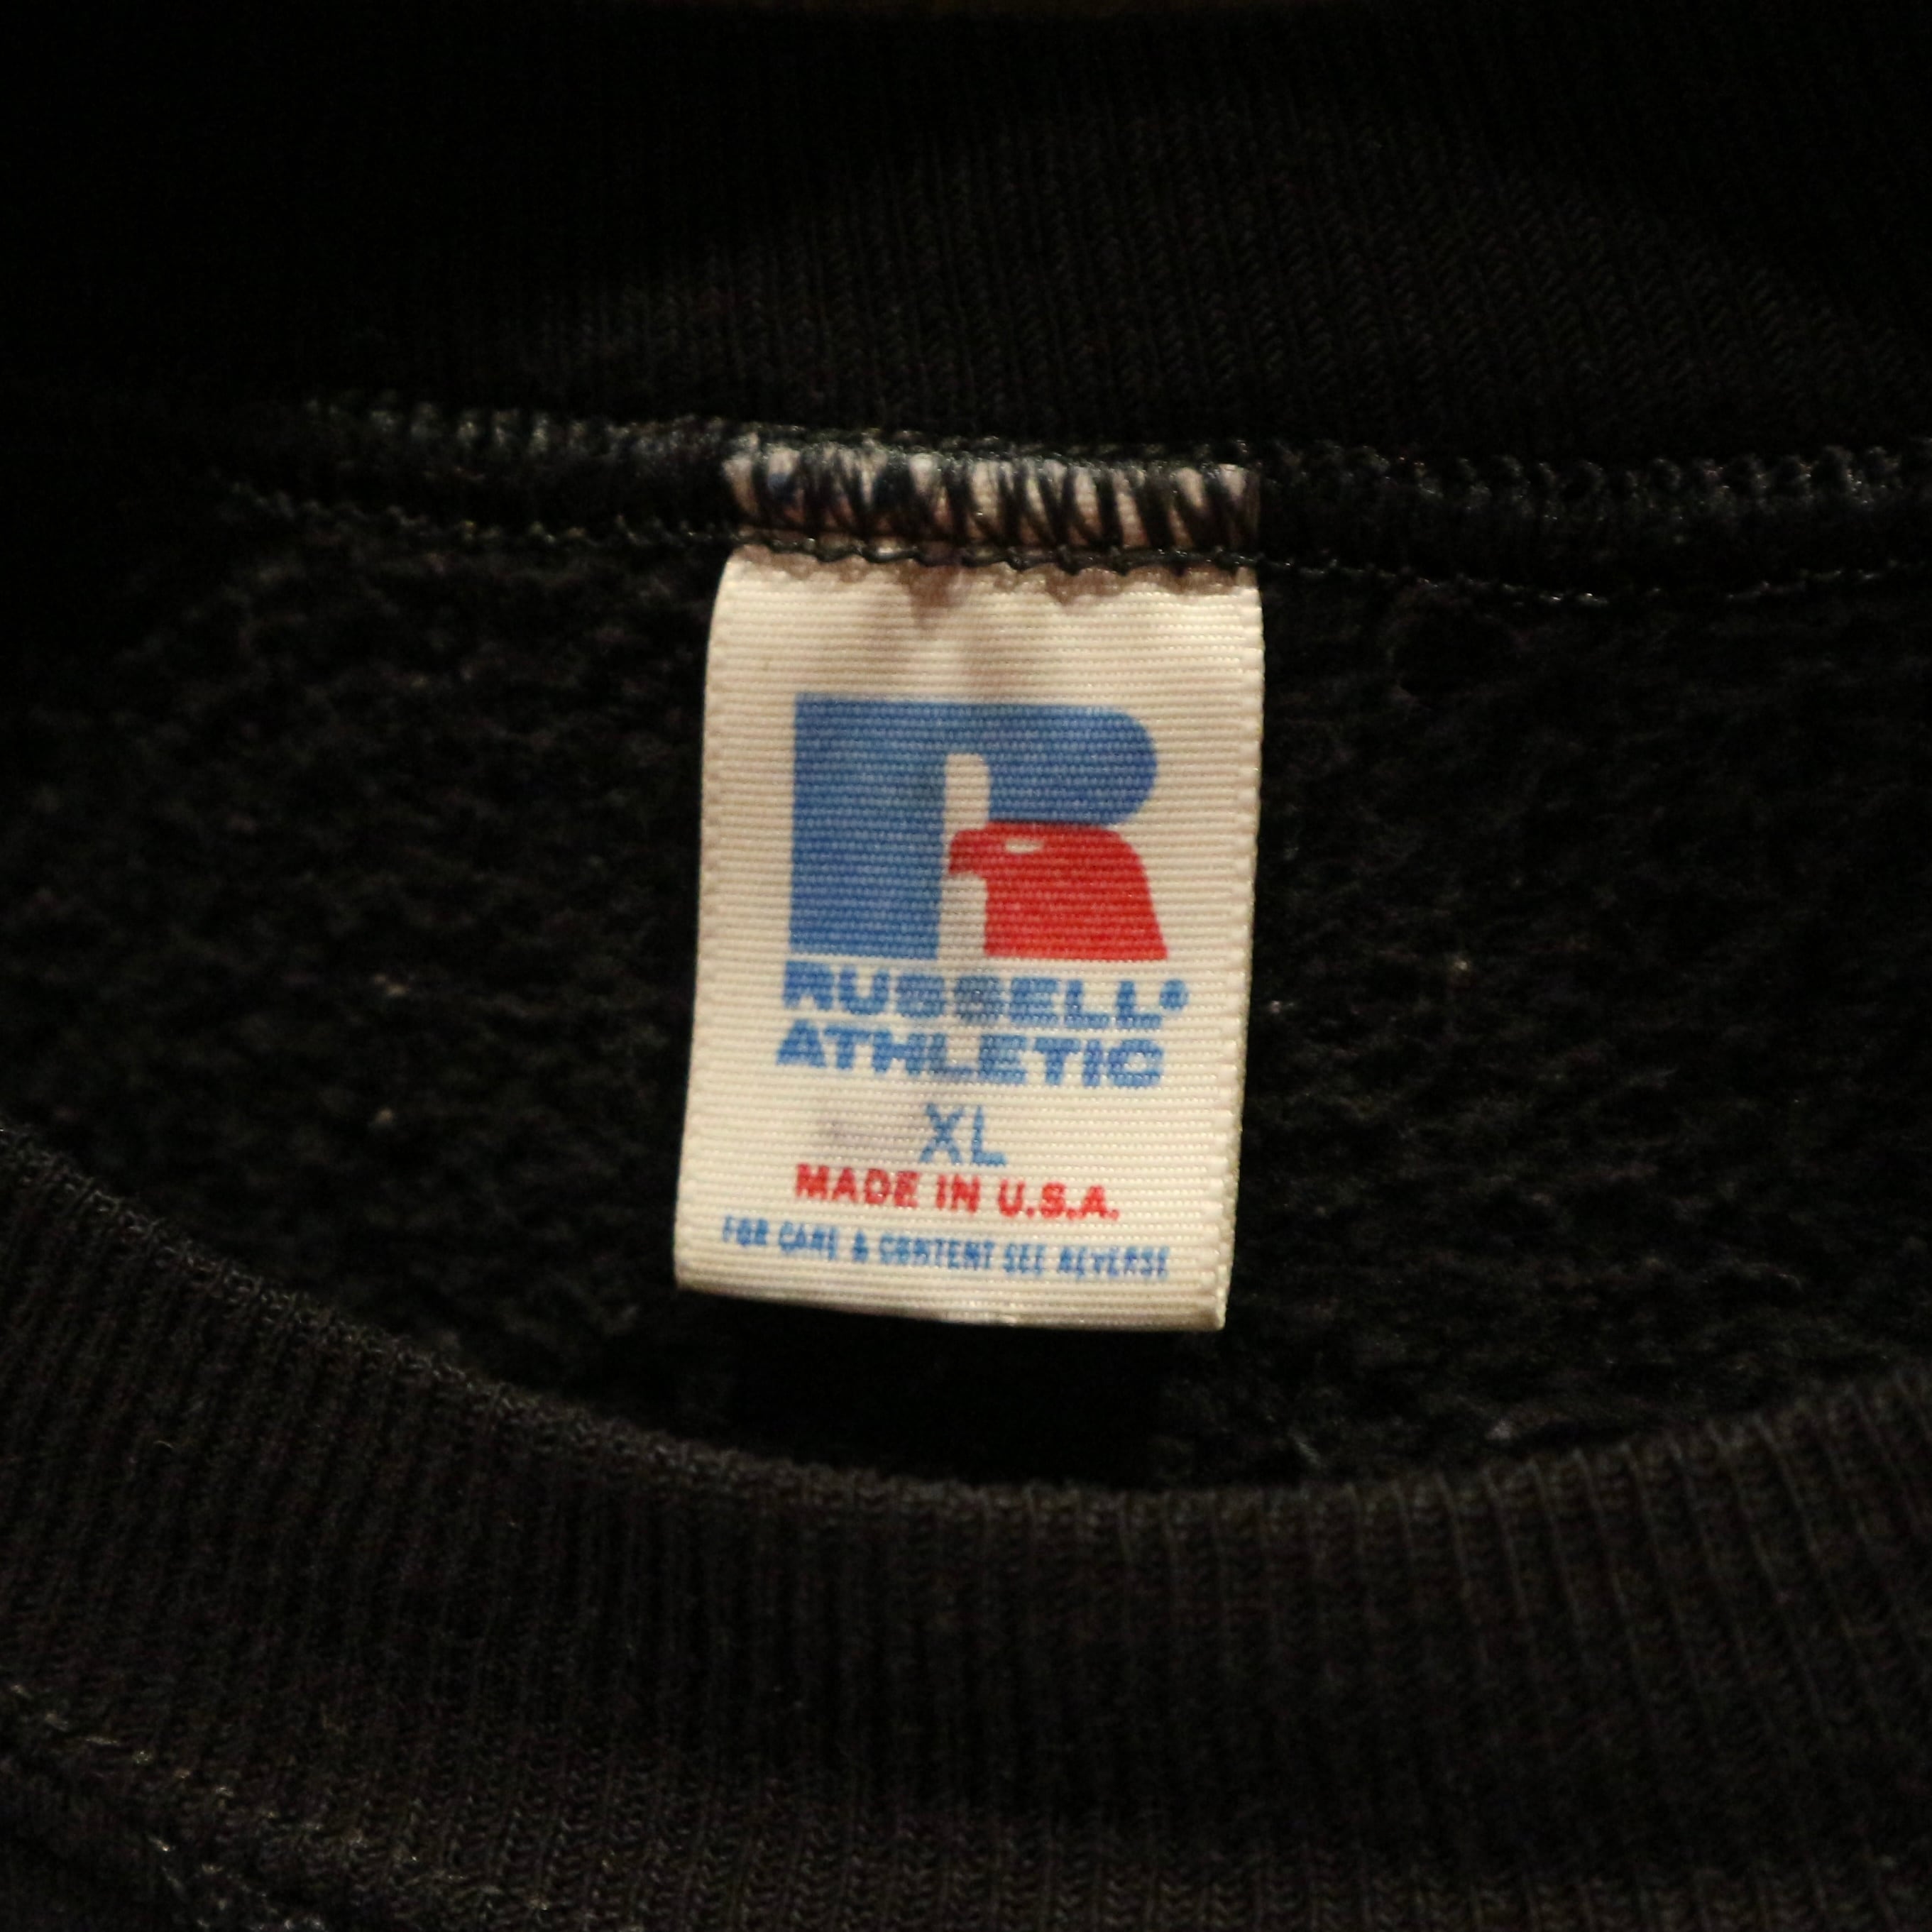 R
RUSSELL®
ATHLETIC
XL
MADE IN U.S.A.
FOR CARE & CONTENT SEE REVERSE